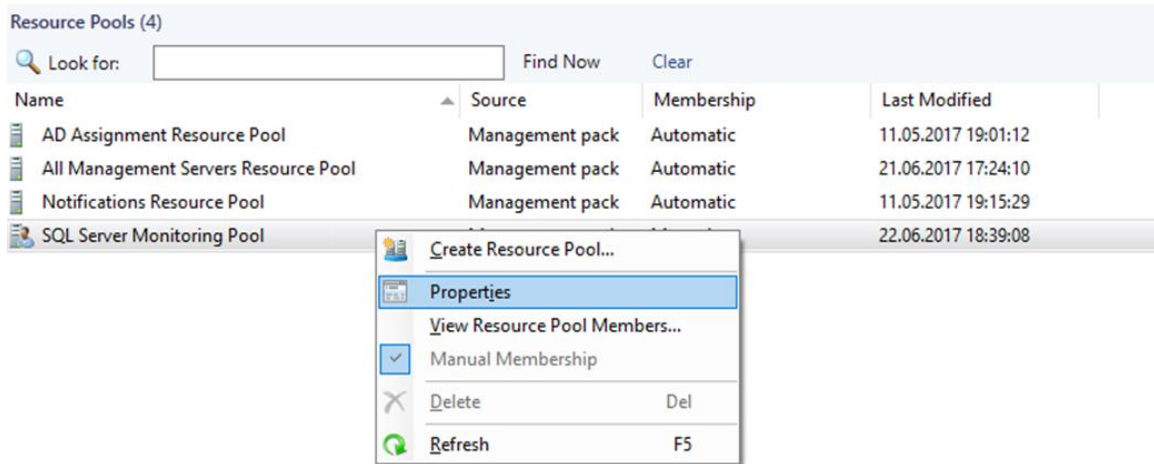 Resource Pools (4)
Look for: Find Now Clear
Name Source Membership Last Modified
AD Assignment Resource Pool Management pack Automatic 11.05.2017 19:01:12
All Management Servers Resource Pool Management pack Automatic 21.06.2017 17:24:10
Notifications Resource Pool Management pack Automatic 11.05.2017 19:15:29
SQL Server Monitoring Pool 22.06.2017 18:39:08
Create Resource Pool...
Properties
View Resource Pool Members...
Manual Membership
Delete Del
Refresh F5